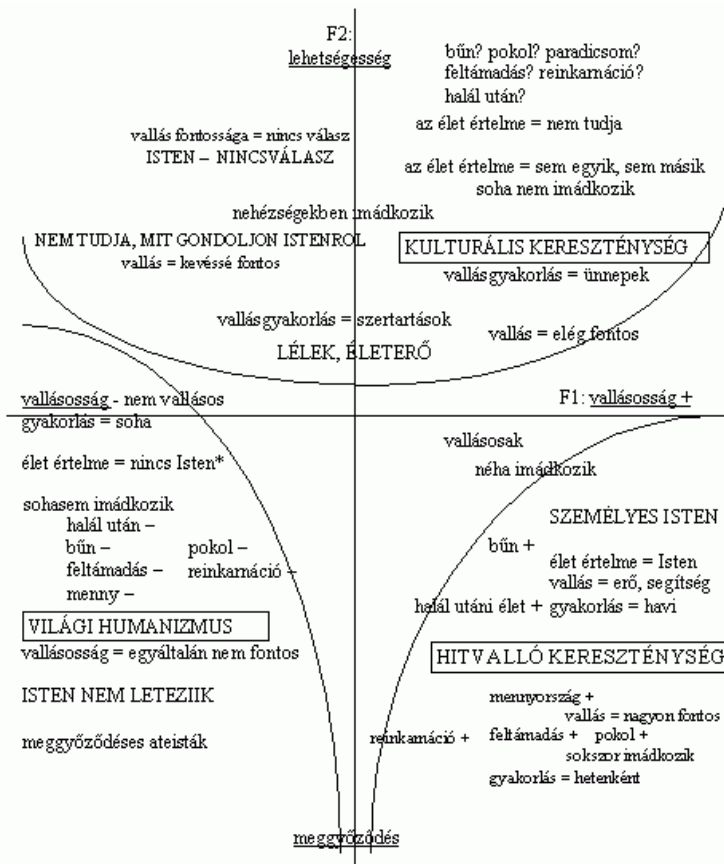 F2:
lehetségesség
bűn? pokol? paradicsom?
feltámadás? reinkarnáció?
halál után?
az élet értelme = nem tudja
vallás fontossága = nincs válasz
ISTEN – NINCSVÁLASZ
az élet értelme = sem egyik, sem másik
soha nem imádkozik
nehézségekben imádkozik
NEM TUDJA, MIT GONDOLJON ISTENROL
vallás = kevéssé fontos
KULTURÁLIS KERESZTÉNYSÉG
vallásgyakorlás = ünnepek
vallásgyakorlás = szertartások
vallás = elég fontos
LÉLEK, ÉLETERŐ
vallásosság - nem vallásos
F1: vallásosság +
gyakorlás = soha
vallásosak
néha imádkozik
élet értelme = nincs Isten*
sohasem imádkozik
halál után –
bűn – pokol –
feltámadás – reinkarnáció –
menny –
SZEMÉLYES ISTEN
bűn +
élet értelme = Isten
vallás = erő, segítség
halál utáni élet + gyakorlás = havi
VILÁGI HUMANIZMUS
vallásosság = egyáltalán nem fontos
HITVALLÓ KERESZTÉNYSÉG
ISTEN NEM LETEZIIK
mennyország +
vallás = nagyon fontos
meggyőződéses ateisták
reinkarnáció + feltámadás + pokol +
sokszor imádkozik
gyakorlás = hetenként
meggyőződés